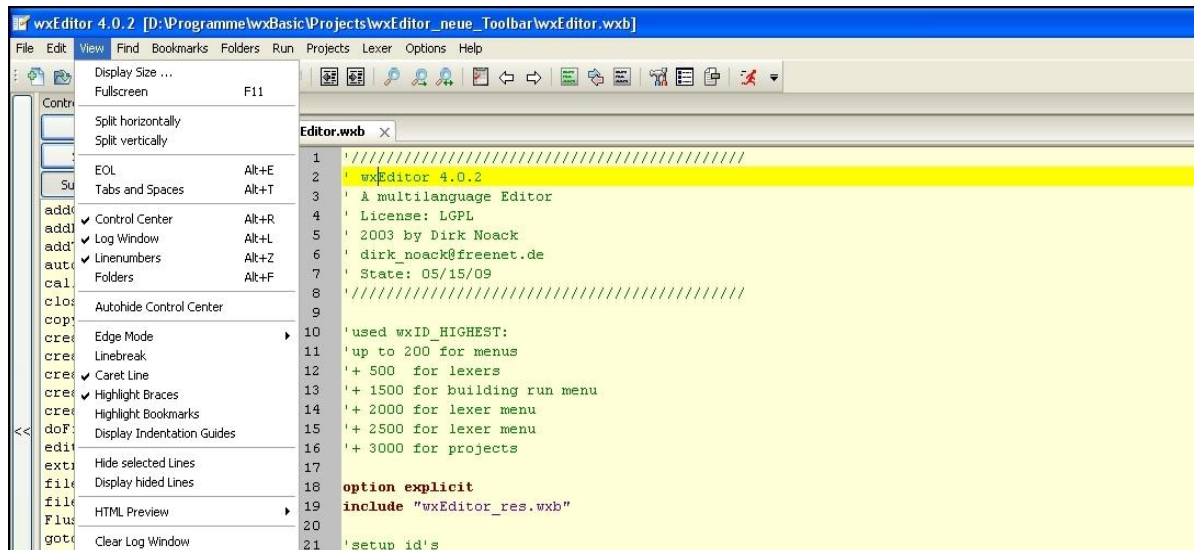 wxEditor 4.0.2 [D:\Programme\wxBasic\Projects\wxEditor_neue_Toolbar\wxEditor.wxb]
File Edit View Find Bookmarks Folders Run Projects Lexer Options Help
Display Size ...
Fullscreen F11
Split horizontally
Split vertically
EOL Alt+E
Tabs and Spaces Alt+T
Control Center Alt+R
Log Window Alt+L
Linenumbers Alt+Z
Folders Alt+F
Autohide Control Center
Edge Mode
Linebreak
Caret Line
Highlight Braces
Highlight Bookmarks
Display Indentation Guides
Hide selected Lines
Display hided Lines
HTML Preview
Clear Log Window
Contr
Su
<<
Editor.wxb
1 '/////////////////////////////////////////////
2 ' wxEditor 4.0.2
3 ' A multilanguage Editor
4 ' License: LGPL
5 ' 2003 by Dirk Noack
6 ' dirk_noack@freenet.de
7 ' State: 05/15/09
8 '/////////////////////////////////////////////
9
10 'used wxID_HIGHEST:
11 'up to 200 for menus
12 '+ 500  for lexers
13 '+ 1500 for building run menu
14 '+ 2000 for lexer menu
15 '+ 2500 for lexer menu
16 '+ 3000 for projects
17
18 option explicit
19 include "wxEditor_res.wxb"
20
21 'setup id's